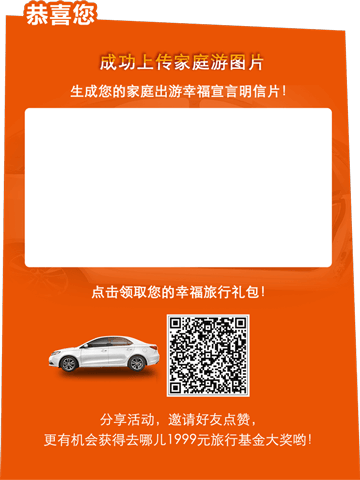 恭喜您
成功上传家庭游图片
生成您的家庭出游幸福宣言明信片！
点击领取您的幸福旅行礼包！
分享活动，邀请好友点赞，
更有机会获得去哪儿1999元旅行基金大奖哟！